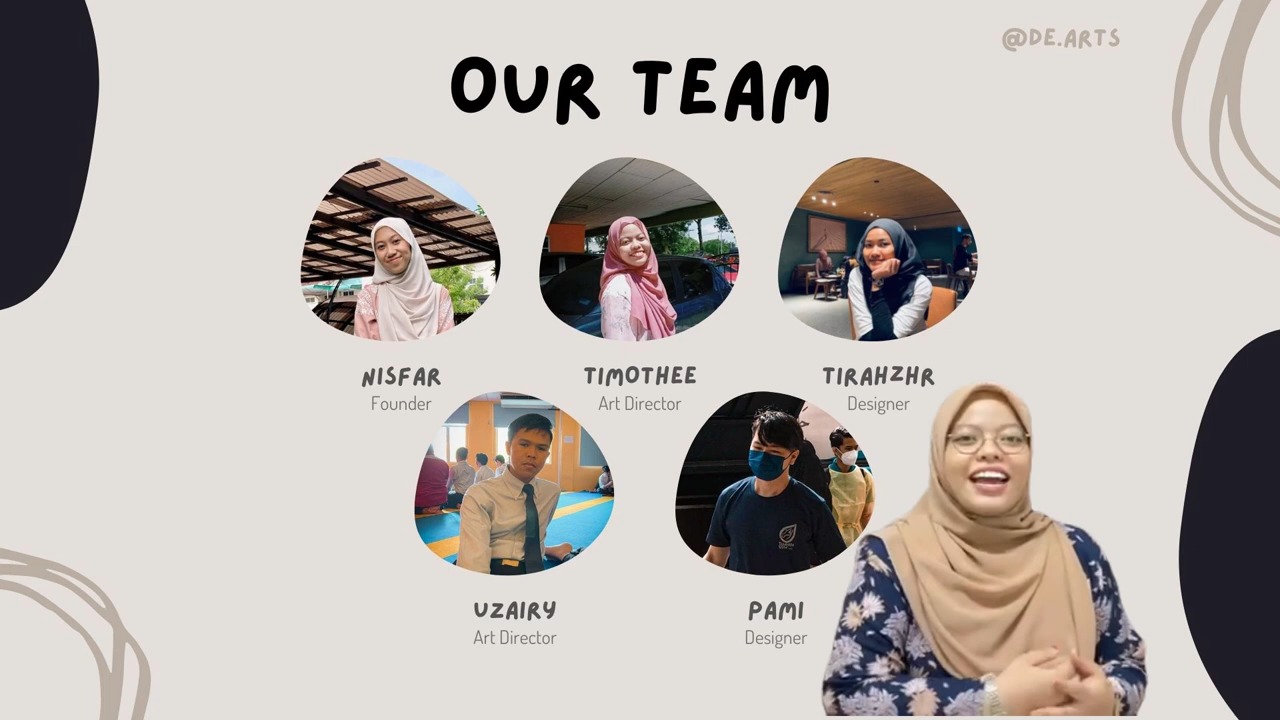 @DE.ARTS
OUR TEAM
NISFAR
Founder
TIMOTHEE
Art Director
TIRAHZHR
Designer
UZAIRY
Art Director
PAMI
Designer